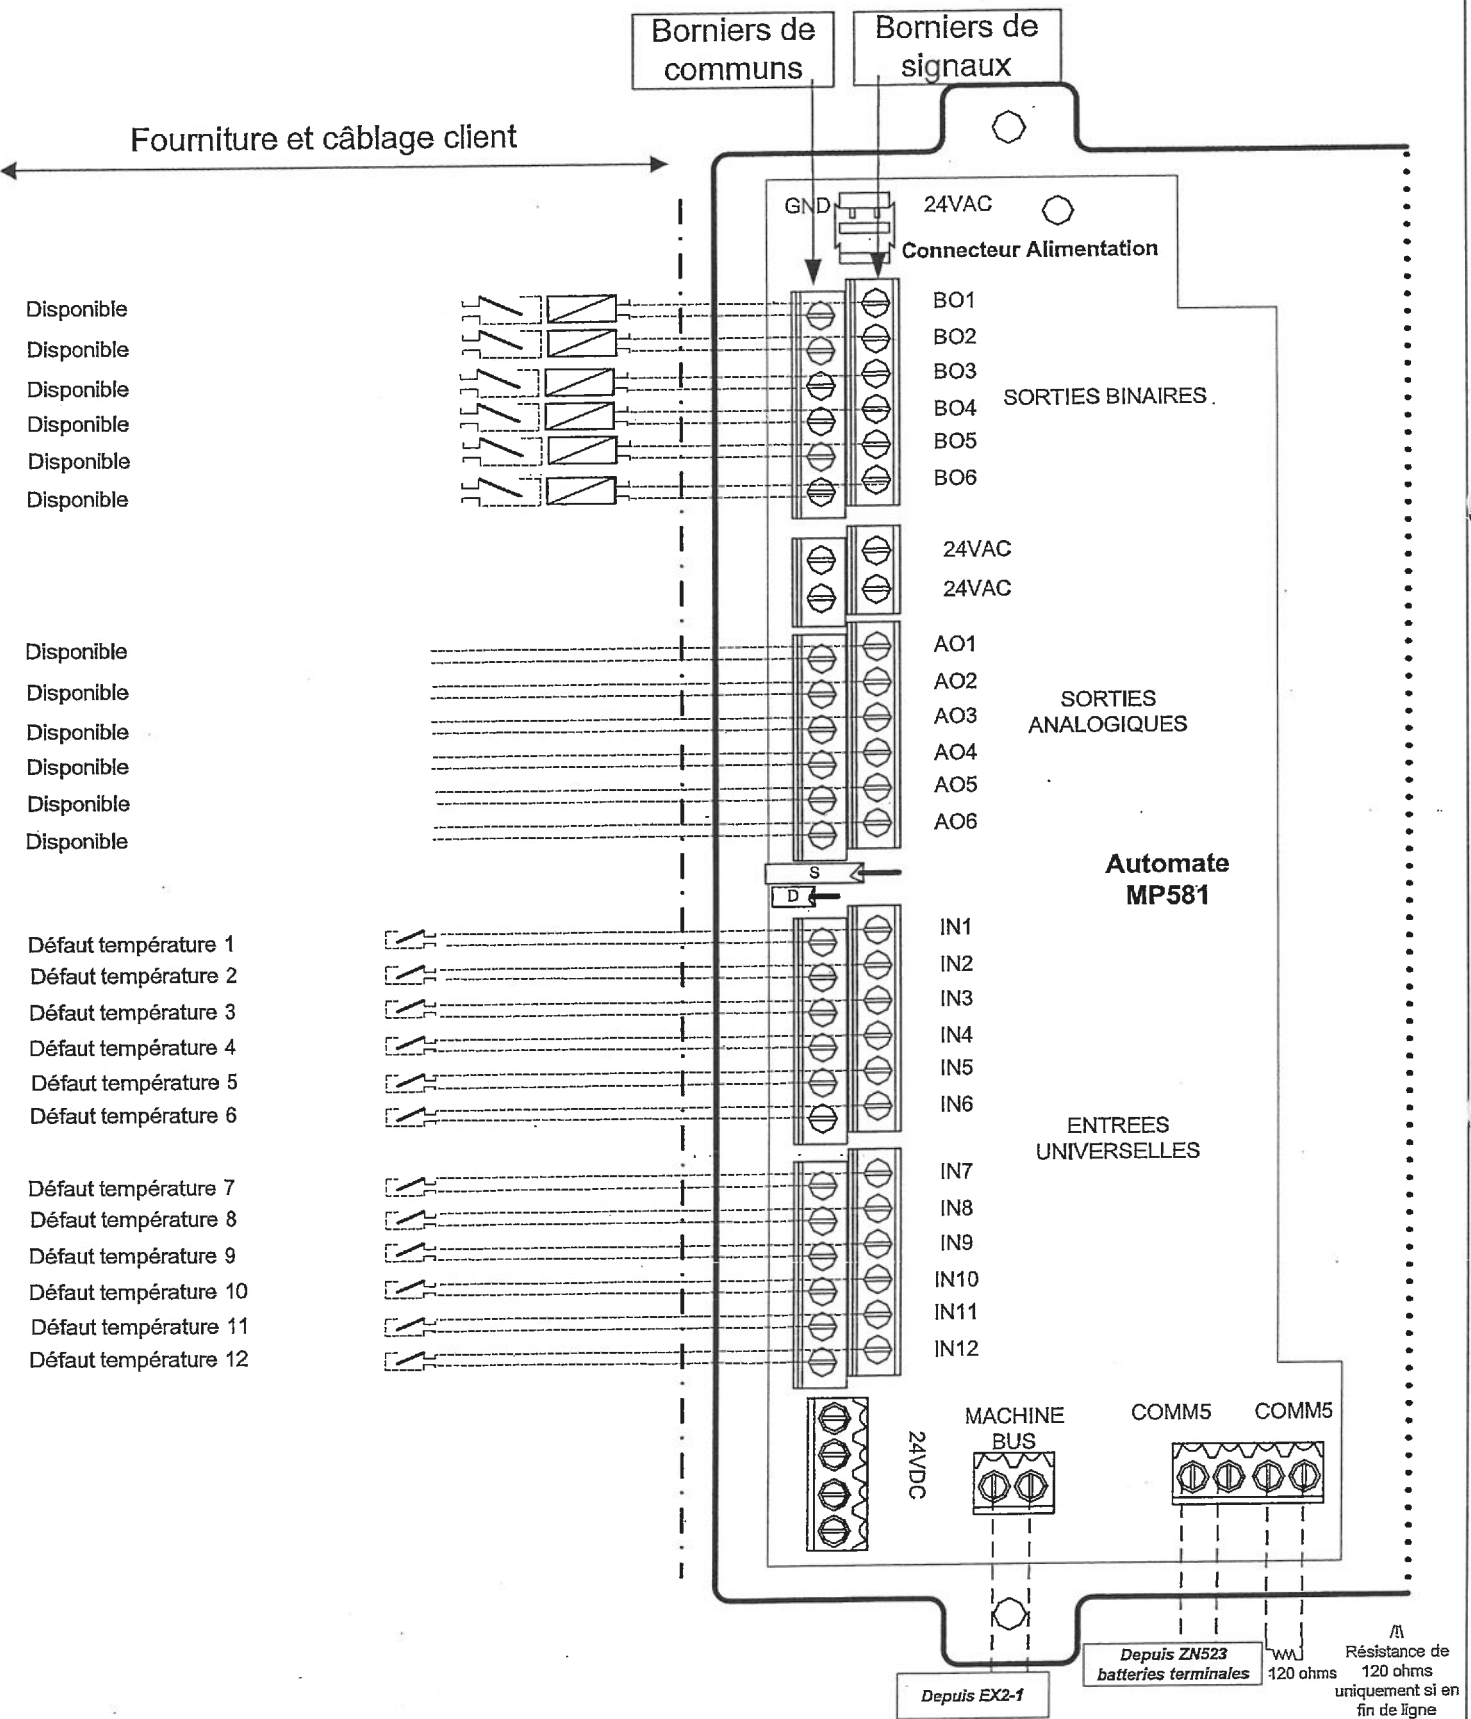 Borniers de
communs
Borniers de
signaux
Fourniture et câblage client
GND
24VAC
Connecteur Alimentation
Disponible
BO1
Disponible
BO2
Disponible
BO3
SORTIES BINAIRES
Disponible
BO4
Disponible
BO5
Disponible
BO6
24VAC
24VAC
Disponible
AO1
Disponible
AO2
SORTIES
ANALOGIQUES
Disponible
AO3
Disponible
AO4
Disponible
AO5
Disponible
AO6
S
D
Automate
MP581
Défaut température 1
IN1
Défaut température 2
IN2
Défaut température 3
IN3
Défaut température 4
IN4
Défaut température 5
IN5
Défaut température 6
IN6
ENTREES
UNIVERSELLES
Défaut température 7
IN7
Défaut température 8
IN8
Défaut température 9
IN9
Défaut température 10
IN10
Défaut température 11
IN11
Défaut température 12
IN12
24VDC
MACHINE
BUS
COMM5
COMM5
Depuis EX2-1
Depuis ZN523
batteries terminales
120 ohms
/!\
Résistance de
120 ohms
uniquement si en
fin de ligne